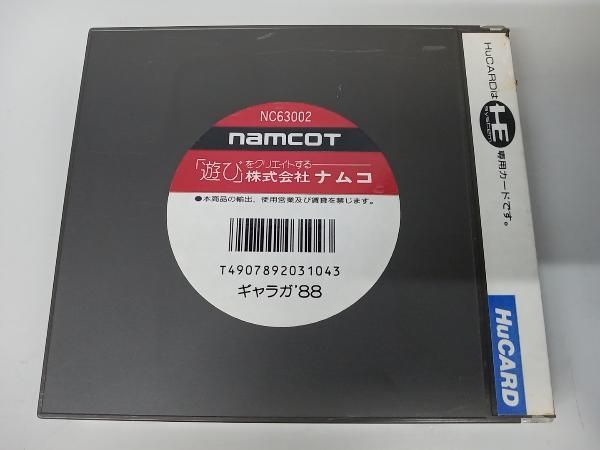 NC63002
namcoT
「遊び」をクリエイトする
株式会社ナムコ
●本商品の輸出、使用営業及び賃貸を禁じます。
T4907892031043
ギャラガ'88
HuCARDは HE SYSTEM 専用カードです。
HuCARD